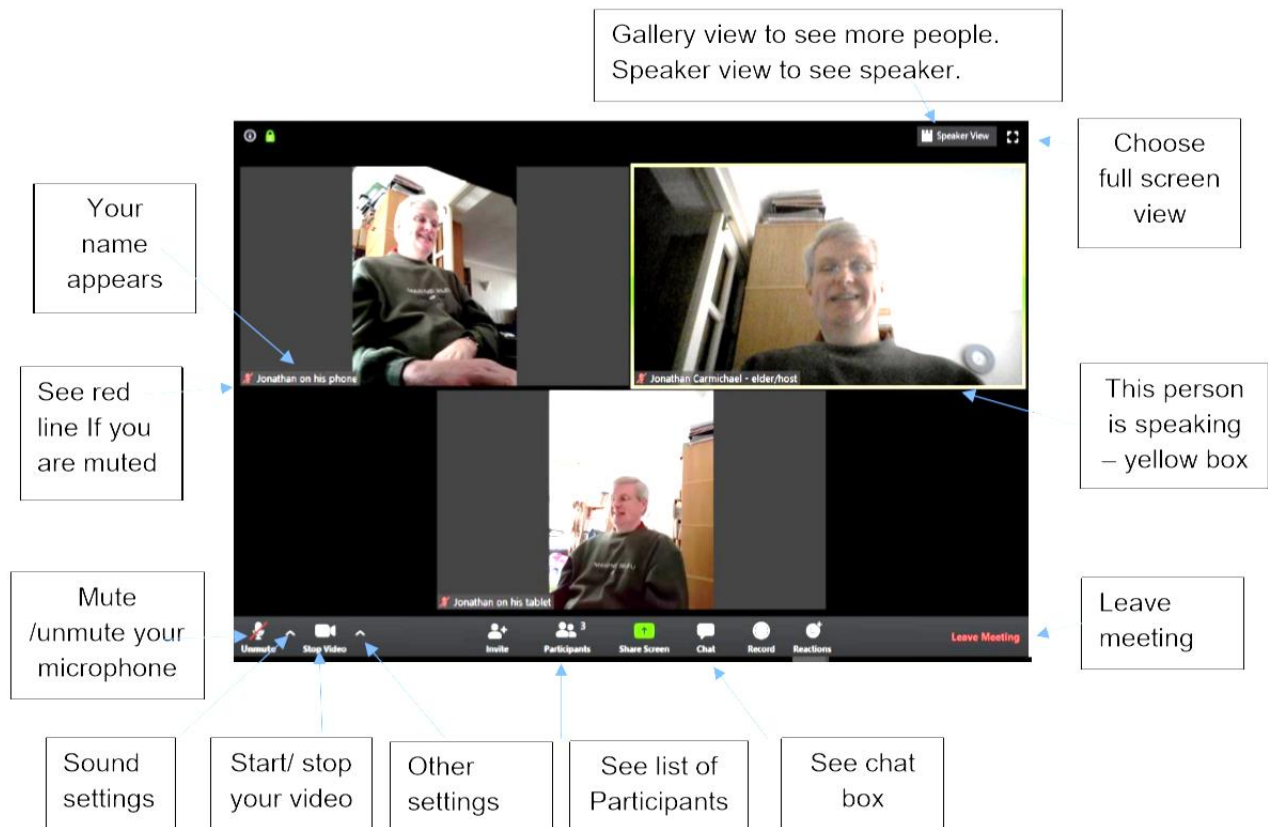 Gallery view to see more people.
Speaker view to see speaker.
Speaker View
Choose
full screen
view
Your
name
appears
Jonathan on his phone
Jonathan Carmichael - elder/host
See red
line If you
are muted
This person
is speaking
– yellow box
Jonathan on his tablet
Mute
/unmute your
microphone
Leave
meeting
3
Unmute
Stop Video
Invite
Participants
Share Screen
Chat
Record
Reactions
Leave Meeting
Sound
settings
Start/ stop
your video
Other
settings
See list of
Participants
See chat
box